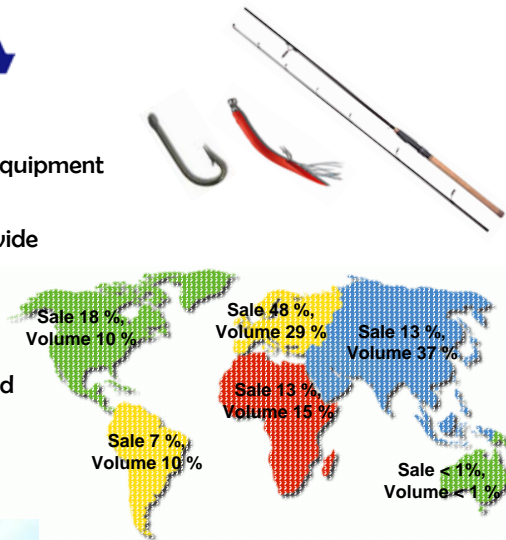 quipment
vide
Sale 18 %,
Volume 10 %
Sale 48 %,
Volume 29 %
Sale 13 %,
Volume 37 %
d
Sale 13 %,
Volume 15 %
Sale 7 %,
Volume 10 %
Sale < 1%,
Volume < 1 %